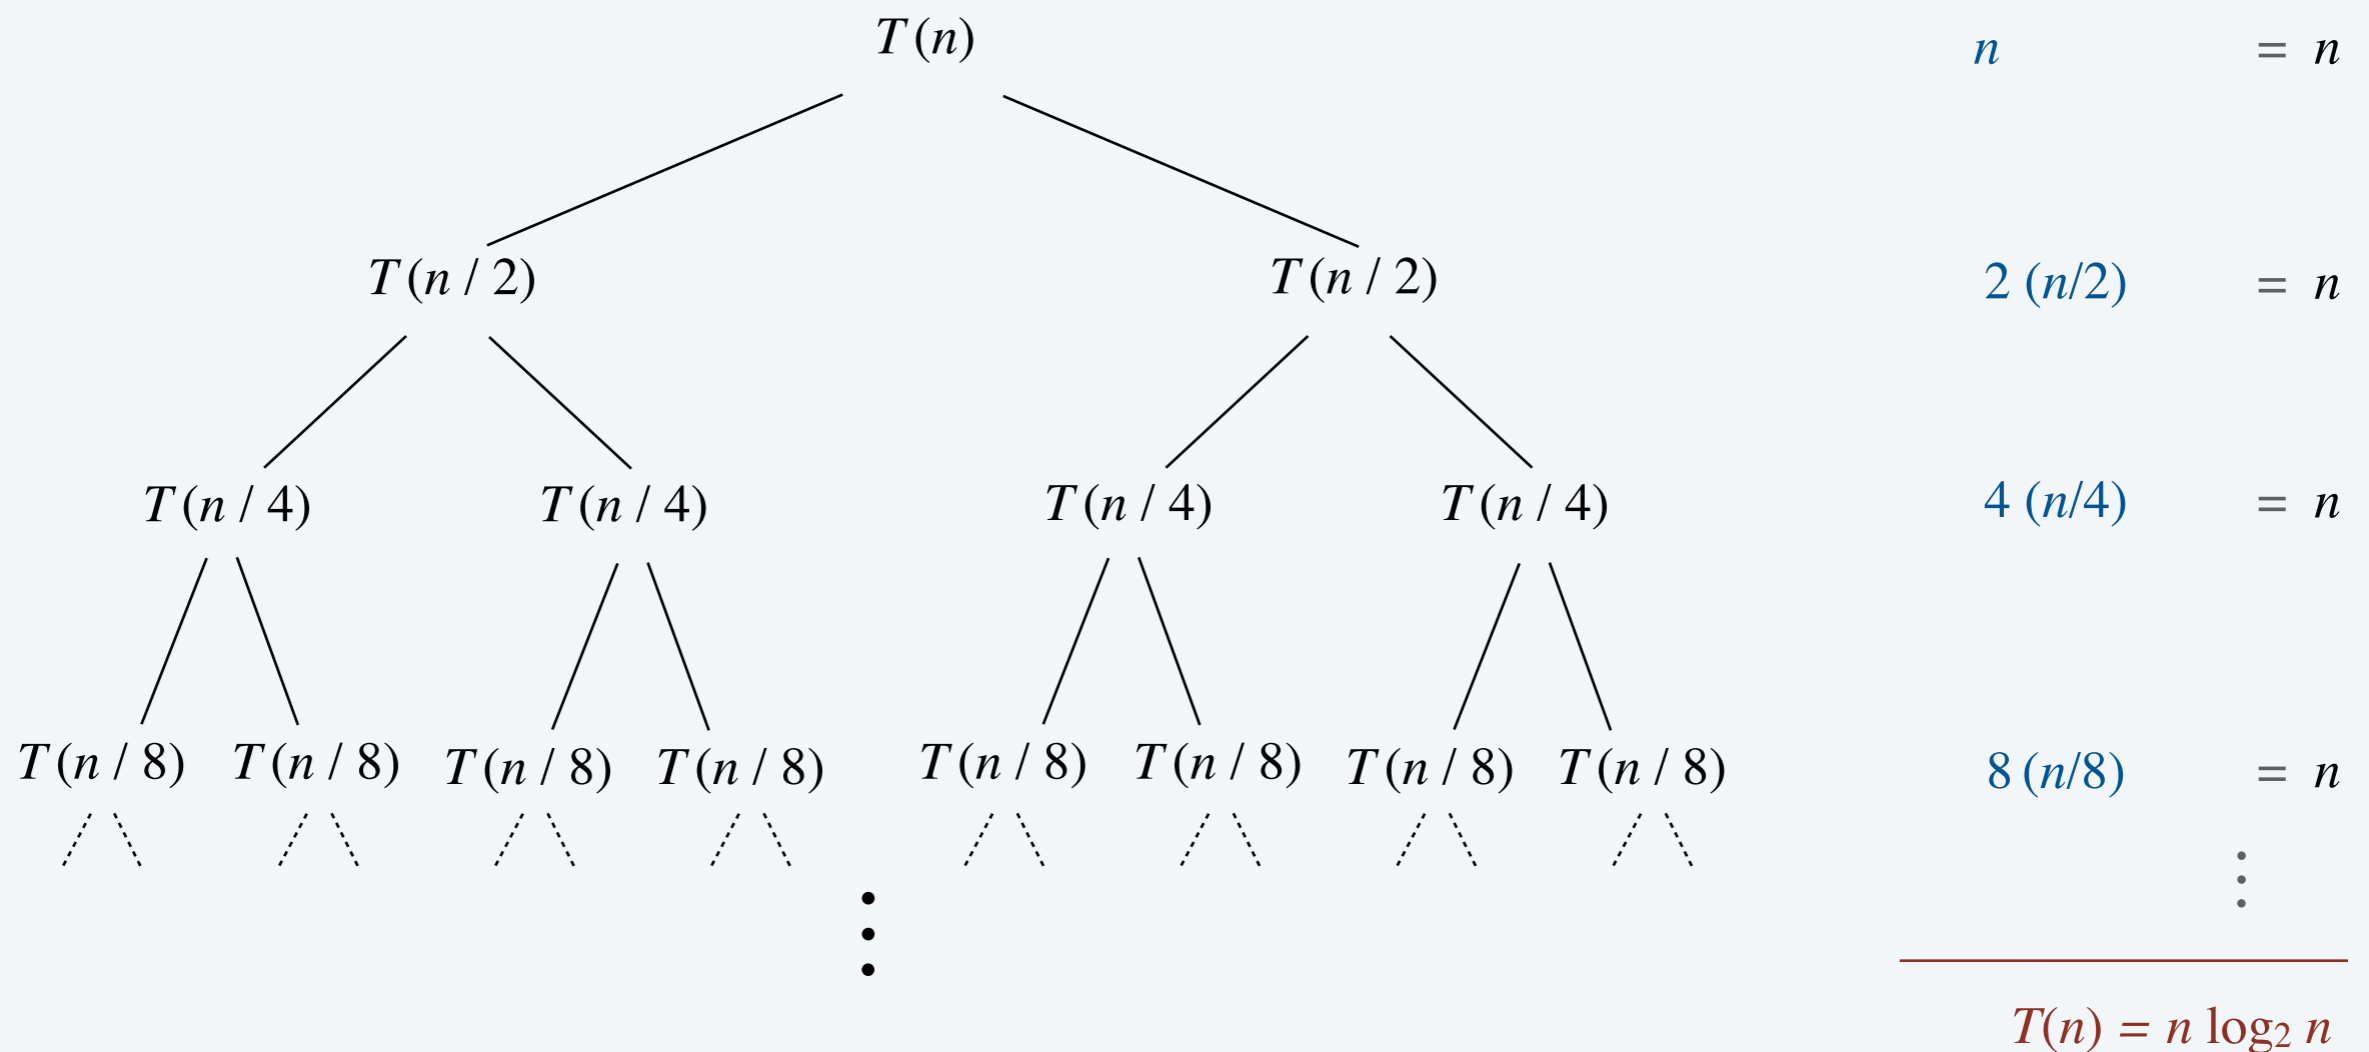 T(n) n = n
T(n / 2) T(n / 2) 2 (n/2) = n
T(n / 4) T(n / 4) T(n / 4) T(n / 4) 4 (n/4) = n
T(n / 8) T(n / 8) T(n / 8) T(n / 8) T(n / 8) T(n / 8) T(n / 8) T(n / 8) 8 (n/8) = n
T(n) = n log₂ n